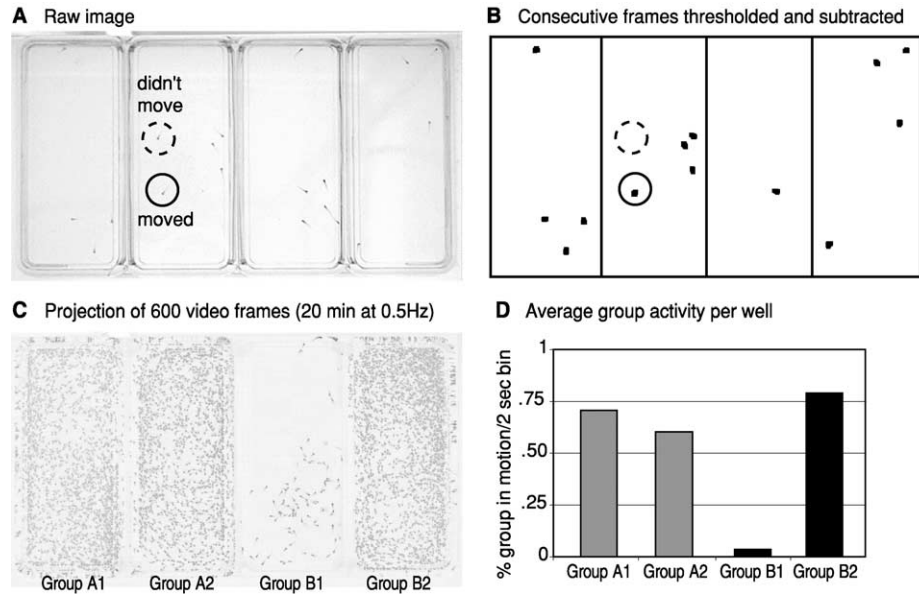 A Raw image
didn't
move
moved
B Consecutive frames thresholded and subtracted
C Projection of 600 video frames (20 min at 0.5Hz)
Group A1 Group A2 Group B1 Group B2
D Average group activity per well
% group in motion/2 sec bin
1
.75
.50
.25
0
Group A1 Group A2 Group B1 Group B2